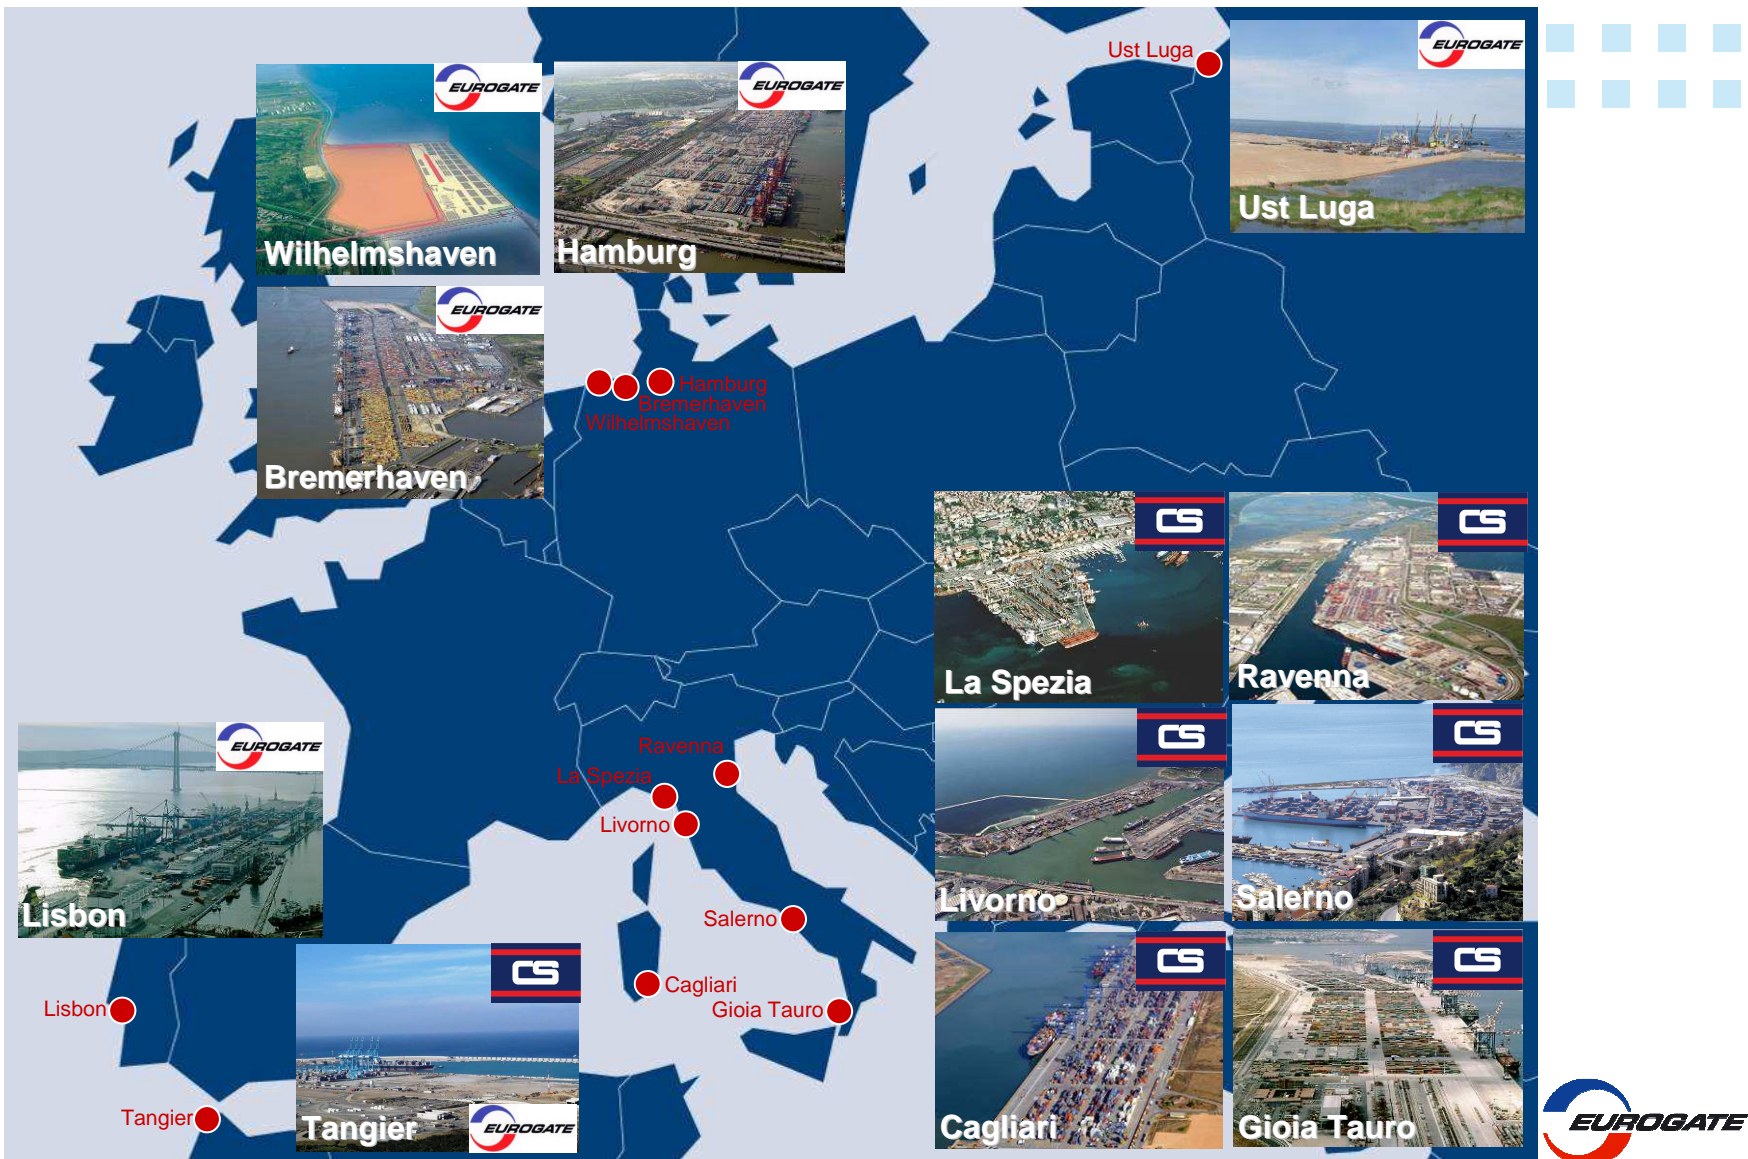 Ust Luga
EUROGATE
Ust Luga
EUROGATE
Wilhelmshaven
EUROGATE
Hamburg
EUROGATE
Bremerhaven
Hamburg
Bremerhaven
Wilhelmshaven
CS
La Spezia
CS
Ravenna
EUROGATE
Lisbon
Ravenna
La Spezia
Livorno
CS
Livorno
CS
Salerno
Salerno
Cagliari
Gioia Tauro
Lisbon
Tangier
CS
Tangier
EUROGATE
CS
Cagliari
CS
Gioia Tauro
EUROGATE